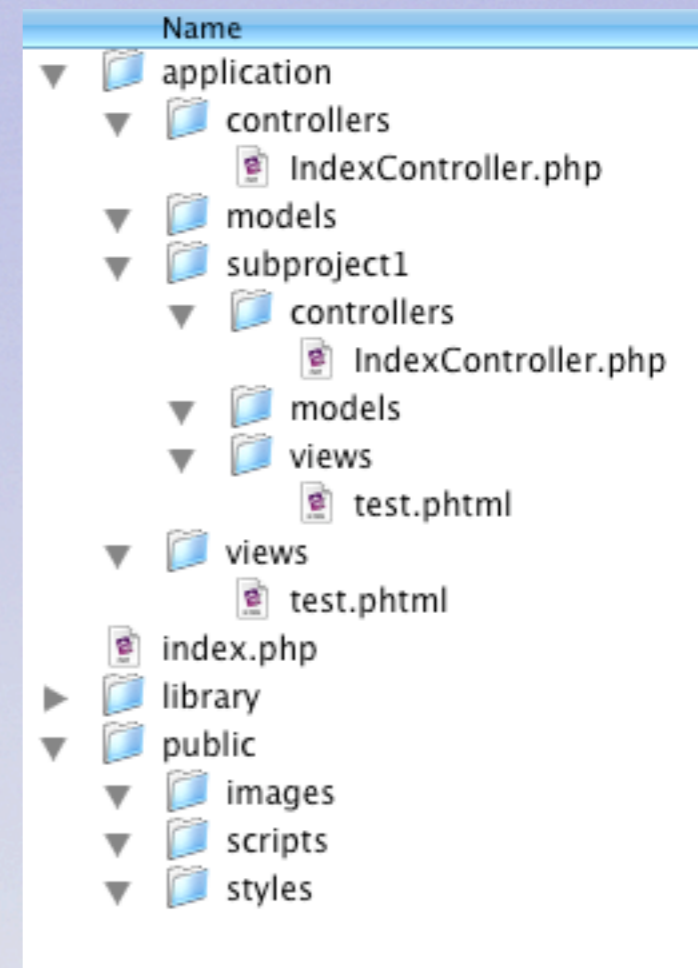 Name
application
controllers
IndexController.php
models
subproject1
controllers
IndexController.php
models
views
test.phtml
views
test.phtml
index.php
library
public
images
scripts
styles